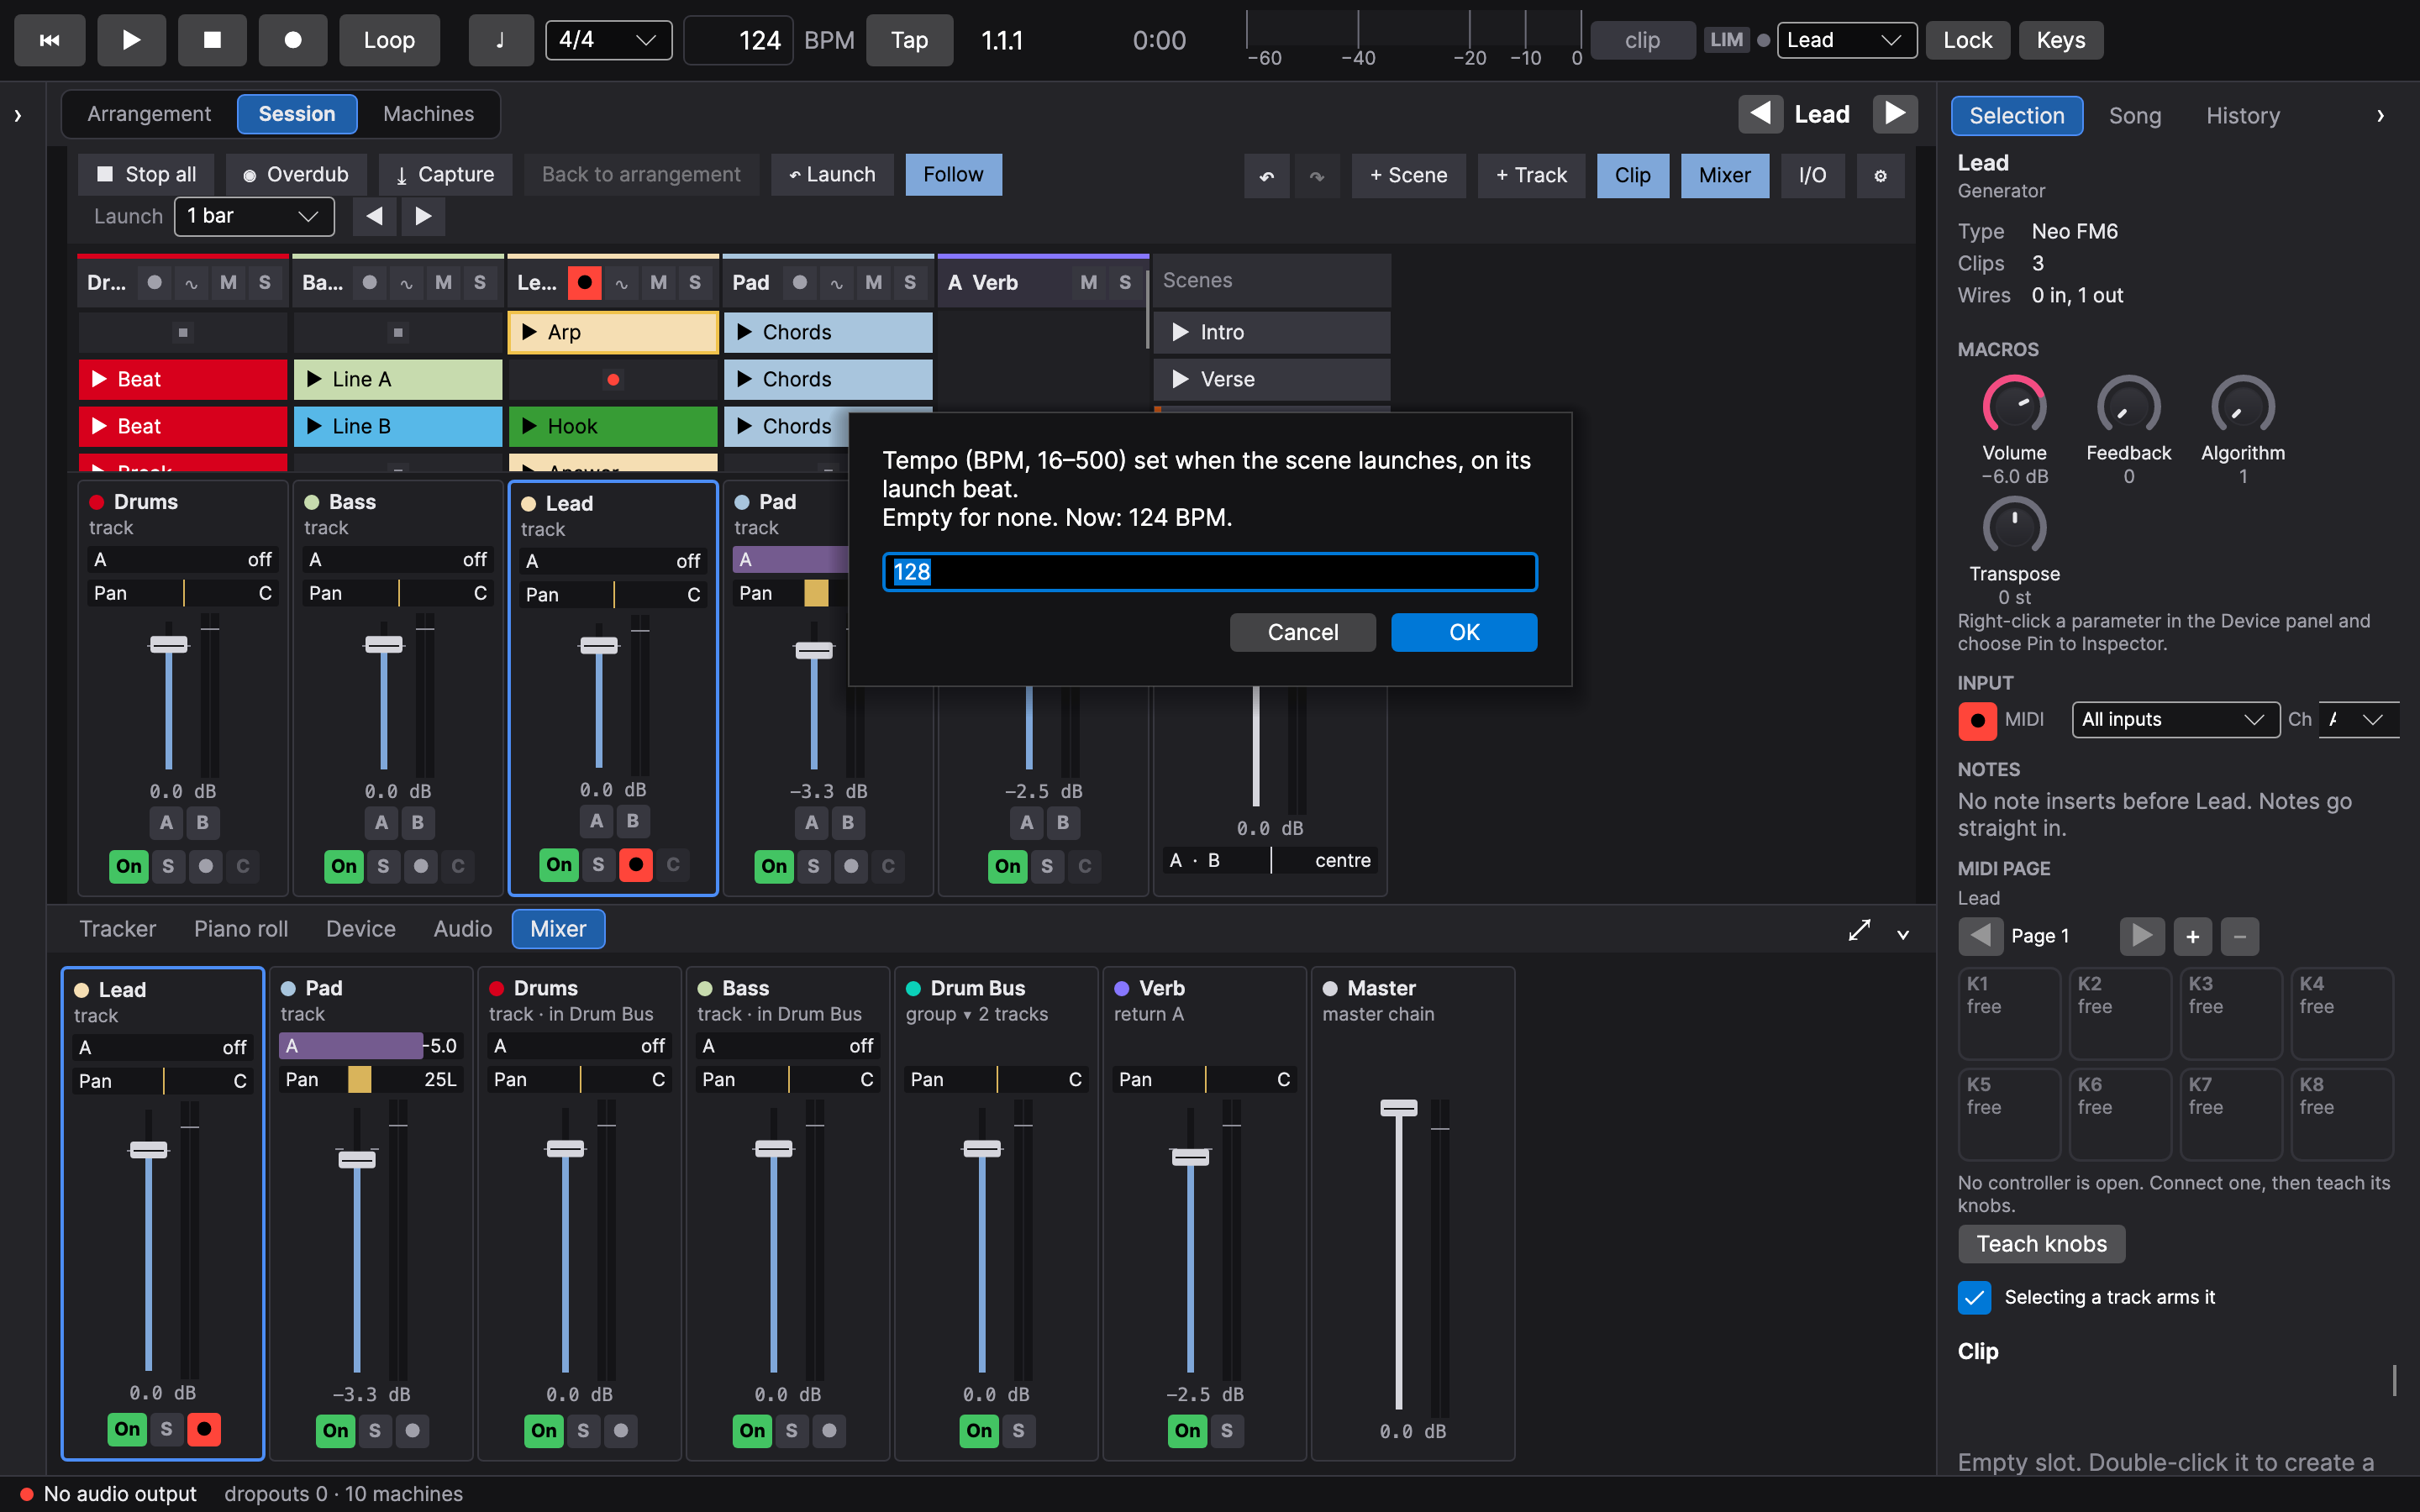 Loop
4/4
124 BPM
Tap
1.1.1
0:00
−60 −40 −20 −10 0
clip
LIM
Lead
Lock
Keys
Arrangement Session Machines
Lead
Stop all
Overdub
Capture
Back to arrangement
Launch
Follow
+ Scene
+ Track
Clip
Mixer
I/O
Launch 1 bar
Dr... M S
Ba... M S
Le... M S
Pad M S
A Verb M S
Scenes
Arp Chords Intro
Beat Line A Chords Verse
Beat Line B Hook Chords
Break Answer
Tempo (BPM, 16–500) set when the scene launches, on its
launch beat.
Empty for none. Now: 124 BPM.
128
Cancel
OK
Drums
track
A off
Pan C
0.0 dB
A B
On S C
Bass
track
A off
Pan C
0.0 dB
A B
On S C
Lead
track
A off
Pan C
0.0 dB
A B
On S C
Pad
track
A
Pan
−3.3 dB
A B
On S C
−2.5 dB
A B
On S C
0.0 dB
A · B centre
Tracker Piano roll Device Audio Mixer
Lead
track
A off
Pan C
0.0 dB
On S
Pad
track
A −5.0
Pan 25L
−3.3 dB
On S
Drums
track · in Drum Bus
A off
Pan C
0.0 dB
On S
Bass
track · in Drum Bus
A off
Pan C
0.0 dB
On S
Drum Bus
group ▾ 2 tracks
Pan C
0.0 dB
On S
Verb
return A
Pan C
−2.5 dB
On S
Master
master chain
0.0 dB
Selection Song History
Lead
Generator
Type Neo FM6
Clips 3
Wires 0 in, 1 out
MACROS
Volume Feedback Algorithm
−6.0 dB 0 1
Transpose
0 st
Right-click a parameter in the Device panel and
choose Pin to Inspector.
INPUT
MIDI All inputs Ch
NOTES
No note inserts before Lead. Notes go
straight in.
MIDI PAGE
Lead
Page 1 + −
K1 K2 K3 K4
free free free free
K5 K6 K7 K8
free free free free
No controller is open. Connect one, then teach its
knobs.
Teach knobs
Selecting a track arms it
Clip
Empty slot. Double-click it to create a
No audio output dropouts 0 · 10 machines